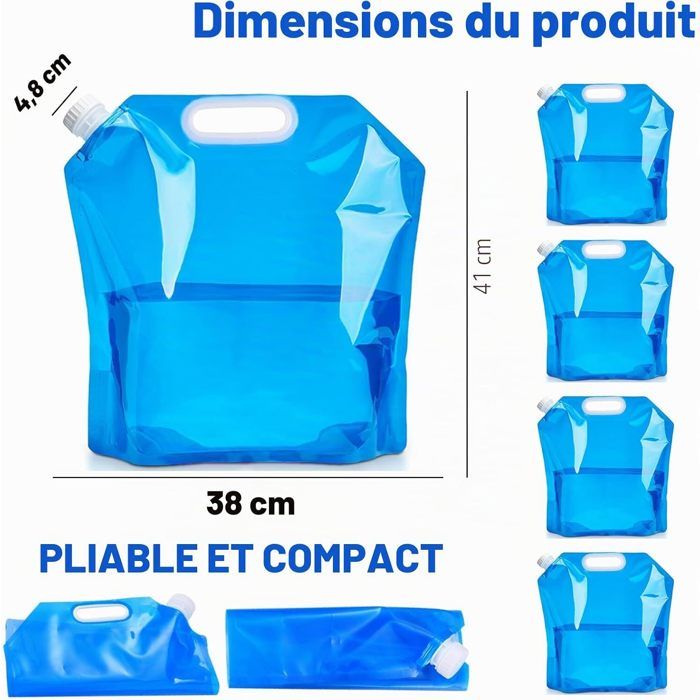 Dimensions du produit
4,8 cm
41 cm
38 cm
PLIABLE ET COMPACT